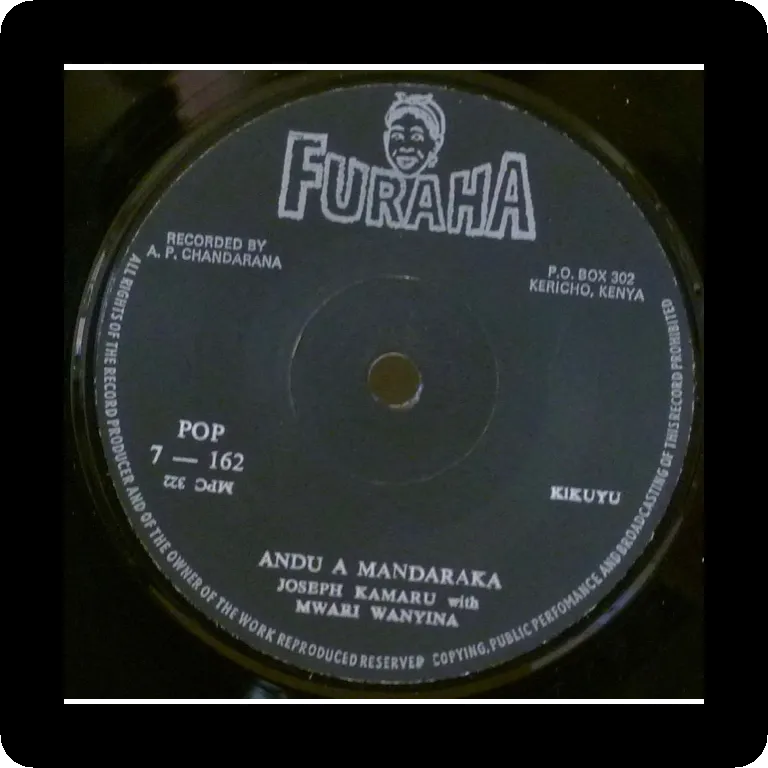 FURAHA
RECORDED BY
A. P. CHANDARANA
P.O. BOX 302
KERICHO, KENYA
POP
7 — 162
MPC 322
KIKUYU
ANDU A MANDARAKA
JOSEPH KAMARU with
MWARI WANYINA
ALL RIGHTS OF THE RECORD PRODUCER AND OF THE OWNER OF THE WORK REPRODUCED RESERVED COPYING, PUBLIC PERFOMANCE AND BROADCASTING OF THIS RECORD PROHIBITED